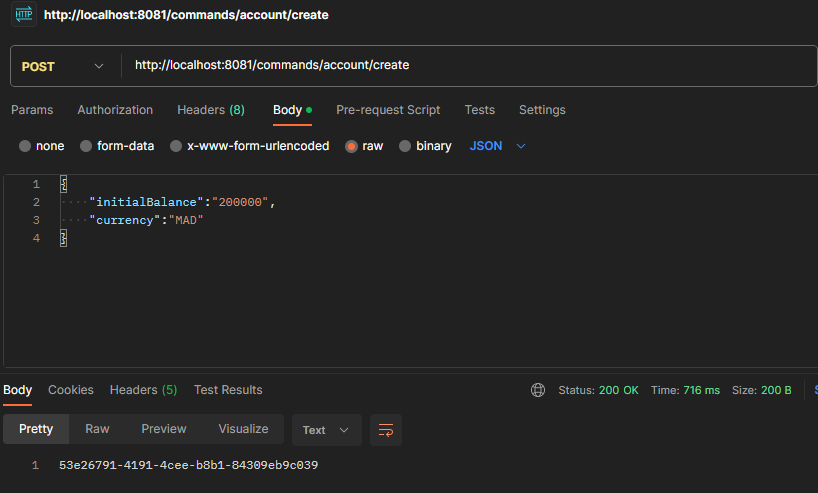 HTTP http://localhost:8081/commands/account/create
POST http://localhost:8081/commands/account/create
Params Authorization Headers (8) Body Pre-request Script Tests Settings
none form-data x-www-form-urlencoded raw binary JSON
1 {
2 "initialBalance":"200000",
3 "currency":"MAD"
4 }
Body Cookies Headers (5) Test Results Status: 200 OK Time: 716 ms Size: 200 B
Pretty Raw Preview Visualize Text
1 53e26791-4191-4cee-b8b1-84309eb9c039